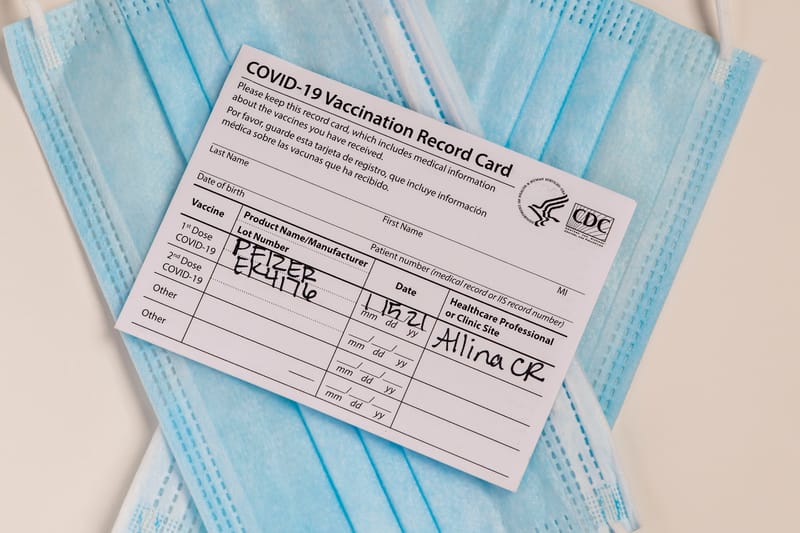 COVID-19 Vaccination Record Card
Please keep this record card, which includes medical information
about the vaccines you have received.
Por favor, guarde esta tarjeta de registro, que incluye información
médica sobre las vacunas que ha recibido.
CDC
Last Name
First Name
MI
Date of birth
Patient number (medical record or IIS record number)
Vaccine
Product Name/Manufacturer
Lot Number
Date
Healthcare Professional
or Clinic Site
1st Dose
COVID-19
PFIZER
EK4176
1 15 21
mm dd yy
Allina CR
2nd Dose
COVID-19
mm dd yy
Other
mm dd yy
Other
mm dd yy